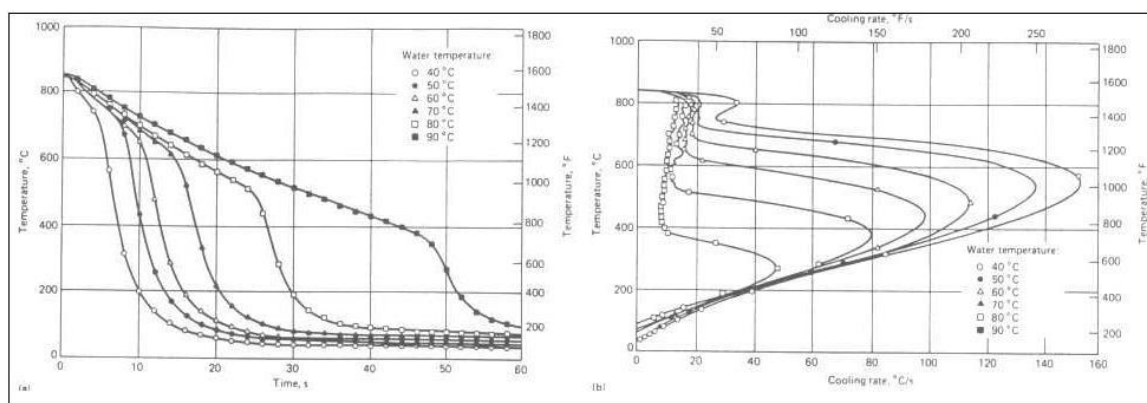 1000
800
600
400
200
0
Temperature, °C
0
10
20
30
40
50
60
Time, s
1800
1600
1400
1200
1000
800
600
400
200
Temperature, °F
Water temperature:
40 °C
50 °C
60 °C
70 °C
80 °C
90 °C
(a)
Cooling rate, °F/s
50
100
150
200
250
1000
800
600
400
200
0
Temperature, °C
0
20
40
60
80
100
120
140
160
Cooling rate, °C/s
1800
1600
1400
1200
1000
800
600
400
200
Temperature, °F
Water temperature:
40 °C
50 °C
60 °C
70 °C
80 °C
90 °C
(b)